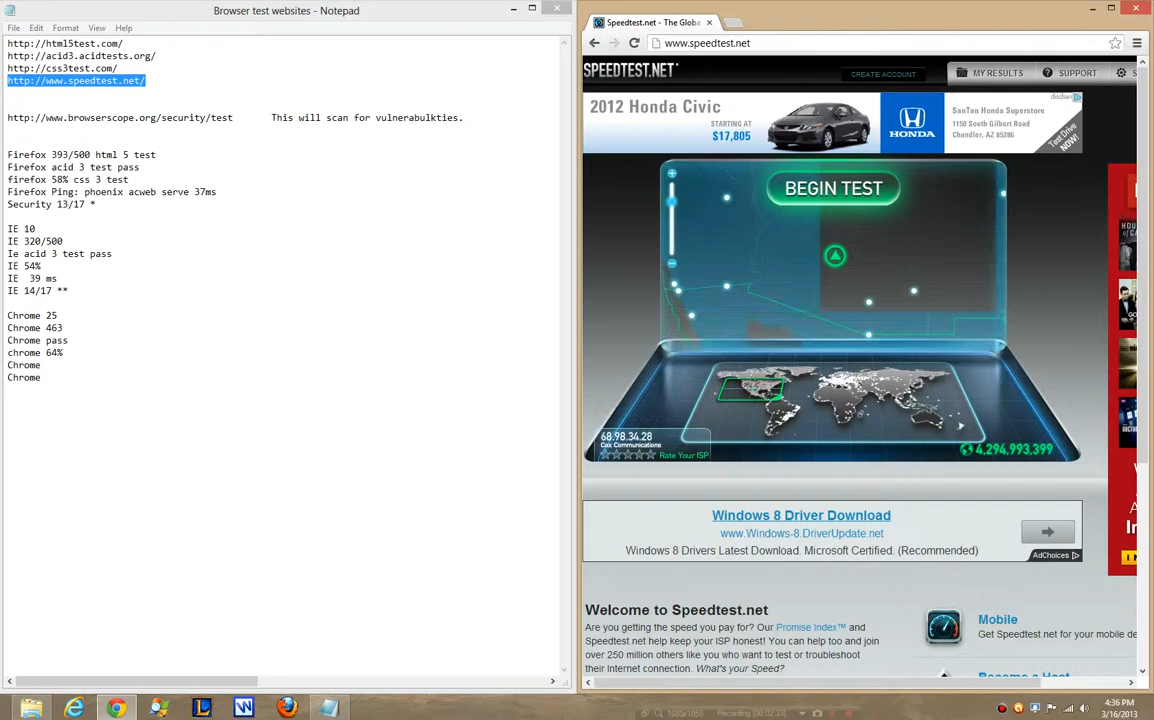 Browser test websites - Notepad
File Edit Format View Help
http://html5test.com/
http://acid3.acidtests.org/
http://css3test.com/
http://www.speedtest.net/
http://www.browserscope.org/security/test This will scan for vulnerabulkties.
Firefox 393/500 html 5 test
Firefox acid 3 test pass
firefox 58% css 3 test
Firefox Ping: phoenix acweb serve 37ms
Security 13/17 *
IE 10
IE 320/500
Ie acid 3 test pass
IE 54%
IE 39 ms
IE 14/17 **
Chrome 25
Chrome 463
Chrome pass
chrome 64%
Chrome
Chrome
Speedtest.net - The Globa
www.speedtest.net
SPEEDTEST.NET
CREATE ACCOUNT
MY RESULTS
SUPPORT
S
2012 Honda Civic
STARTING AT
$17,805
HONDA
SanTan Honda Superstore
1150 South Gilbert Road
Chandler, AZ 85286
Test Drive
NOW!
BEGIN TEST
68.98.34.28
Cox Communications
Rate Your ISP
4,294,993,399
Windows 8 Driver Download
www.Windows-8.DriverUpdate.net
Windows 8 Drivers Latest Download. Microsoft Certified. (Recommended)
AdChoices
Welcome to Speedtest.net
Are you getting the speed you pay for? Our Promise Index™ and
Speedtest.net help keep your ISP honest! You can help too and join
over 250 million others like you who want to test or troubleshoot
their Internet connection. What's your Speed?
Mobile
Get Speedtest.net for your mobile de
Recording [00:02:33]
1680x1050
4:36 PM
3/16/2013